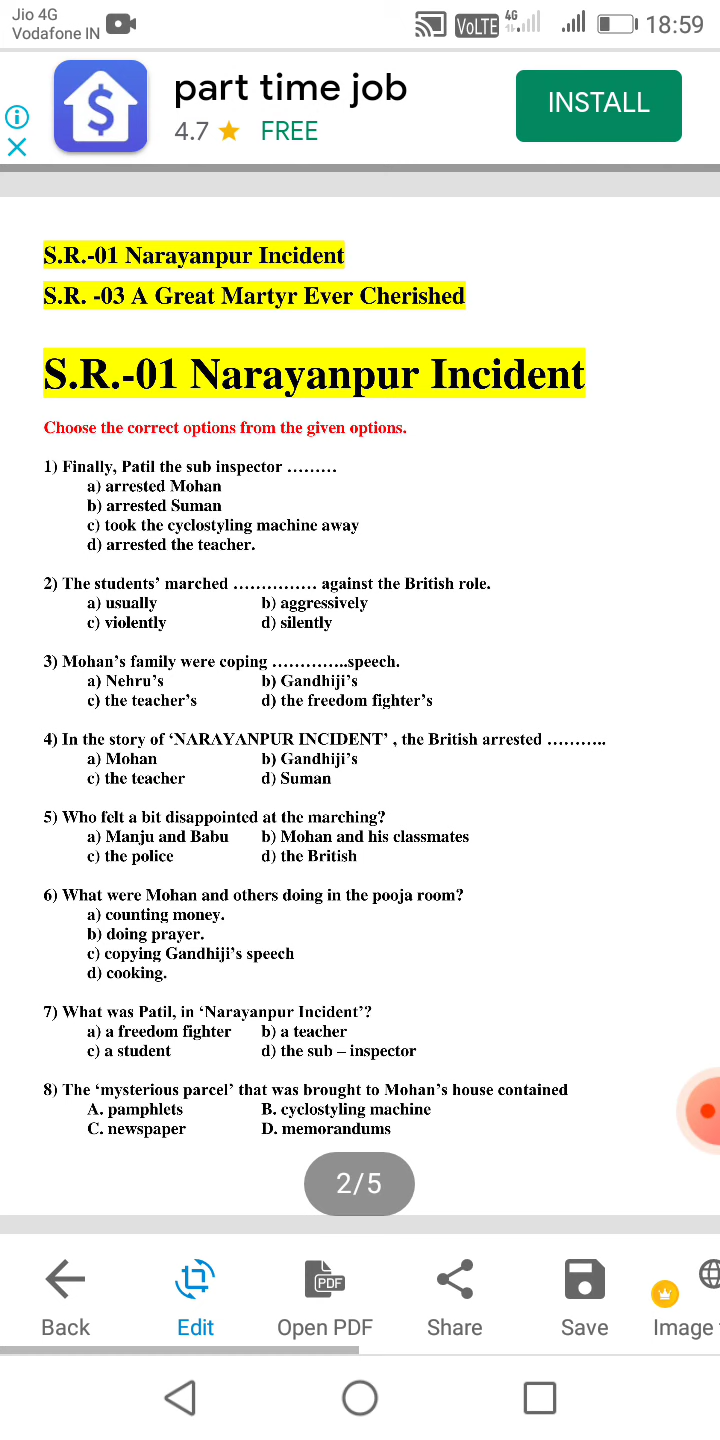 Jio 4G
Vodafone IN
VoLTE 4G 18:59
part time job
4.7 ★ FREE
INSTALL
S.R.-01 Narayanpur Incident
S.R. -03 A Great Martyr Ever Cherished
S.R.-01 Narayanpur Incident
Choose the correct options from the given options.
1) Finally, Patil the sub inspector ………
a) arrested Mohan
b) arrested Suman
c) took the cyclostyling machine away
d) arrested the teacher.
2) The students’ marched …………… against the British role.
a) usually b) aggressively
c) violently d) silently
3) Mohan’s family were coping …………..speech.
a) Nehru’s b) Gandhiji’s
c) the teacher’s d) the freedom fighter’s
4) In the story of ‘NARAYANPUR INCIDENT’ , the British arrested ………..
a) Mohan b) Gandhiji’s
c) the teacher d) Suman
5) Who felt a bit disappointed at the marching?
a) Manju and Babu b) Mohan and his classmates
c) the police d) the British
6) What were Mohan and others doing in the pooja room?
a) counting money.
b) doing prayer.
c) copying Gandhiji’s speech
d) cooking.
7) What was Patil, in ‘Narayanpur Incident’?
a) a freedom fighter b) a teacher
c) a student d) the sub – inspector
8) The ‘mysterious parcel’ that was brought to Mohan’s house contained
A. pamphlets B. cyclostyling machine
C. newspaper D. memorandums
2/5
PDF
Back Edit Open PDF Share Save Image